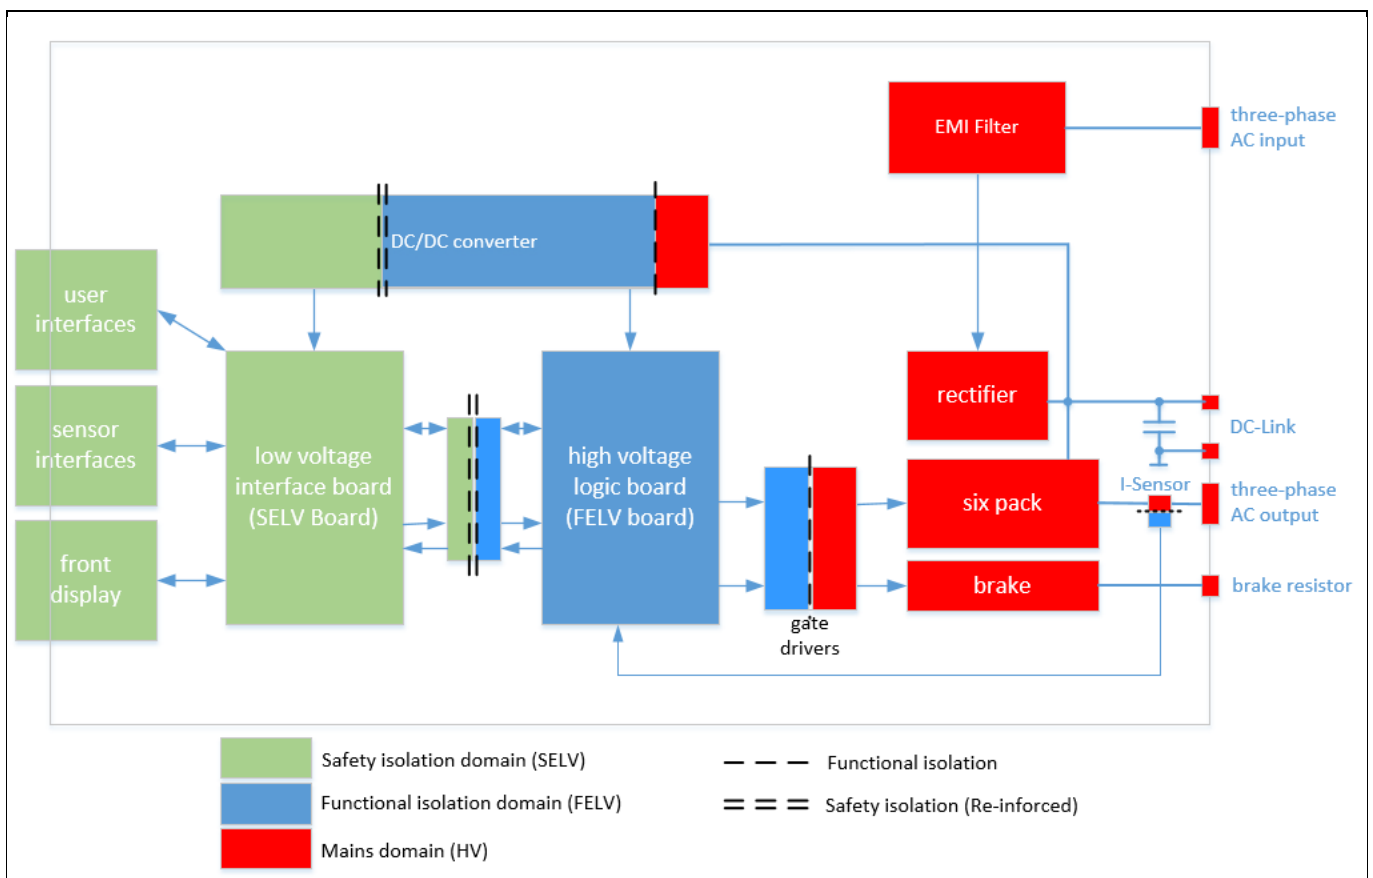 EMI Filter
three-phase
AC input
DC/DC converter
user
interfaces
sensor
interfaces
front
display
low voltage
interface board
(SELV Board)
high voltage
logic board
(FELV board)
gate
drivers
rectifier
six pack
brake
DC-Link
I-Sensor
three-phase
AC output
brake resistor
Safety isolation domain (SELV)
Functional isolation domain (FELV)
Mains domain (HV)
Functional isolation
Safety isolation (Re-inforced)